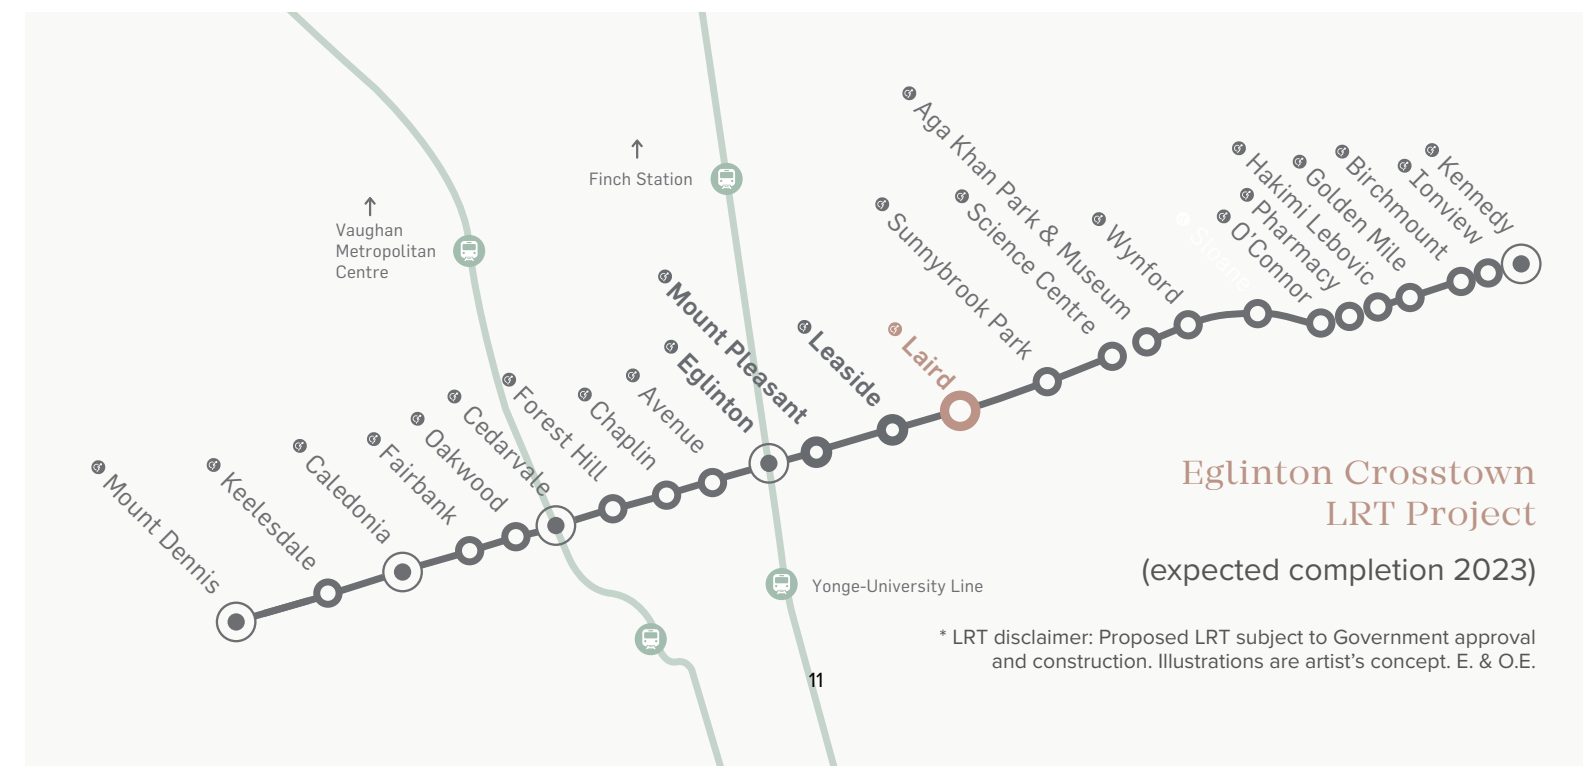 Finch Station
Vaughan
Metropolitan
Centre
Mount Dennis
Keelesdale
Caledonia
Fairbank
Oakwood
Cedarvale
Forest Hill
Chaplin
Avenue
Eglinton
Mount Pleasant
Leaside
Laird
Sunnybrook Park
Science Centre
Aga Khan Park & Museum
Wynford
Sloane
O'Connor
Pharmacy
Hakimi Lebovic
Golden Mile
Birchmount
Ionview
Kennedy
Eglinton Crosstown
LRT Project
(expected completion 2023)
Yonge-University Line
* LRT disclaimer: Proposed LRT subject to Government approval
and construction. Illustrations are artist's concept. E. & O.E.
11